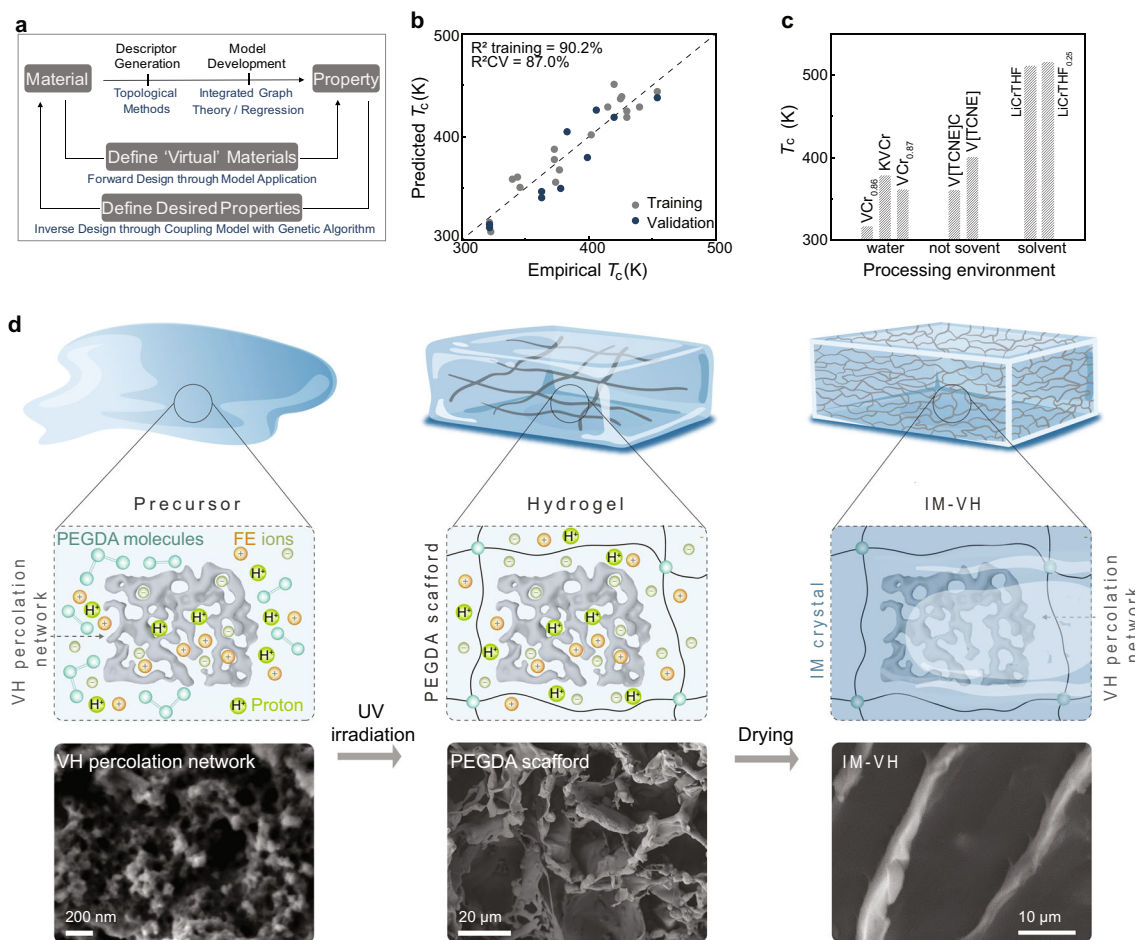 a
Descriptor
Generation
Model
Development
Material
Property
Topological
Methods
Integrated Graph
Theory / Regression
Define 'Virtual' Materials
Forward Design through Model Application
Define Desired Properties
Inverse Design through Coupling Model with Genetic Algorithm
b
R² training = 90.2%
R²CV = 87.0%
500
400
300
Predicted Tc(K)
Training
Validation
300
400
500
Empirical Tc(K)
c
500
400
300
Tc (K)
VCr0.86
KVCr
VCr0.87
V[TCNE]C
V[TCNE]
LiCrTHF
LiCrTHF0.25
water
not sovent
solvent
Processing environment
d
Precursor
Hydrogel
IM-VH
PEGDA molecules
FE ions
H+
H+
H+
H+
H+
H+
H+
H+
H+
Proton
VH percolation
network
UV
irradiation
PEGDA scafford
H+
H+
H+
H+
H+
H+
H+
H+
H+
Drying
IM crystal
VH percolation
network
VH percolation network
200 nm
PEGDA scafford
20 µm
IM-VH
10 µm